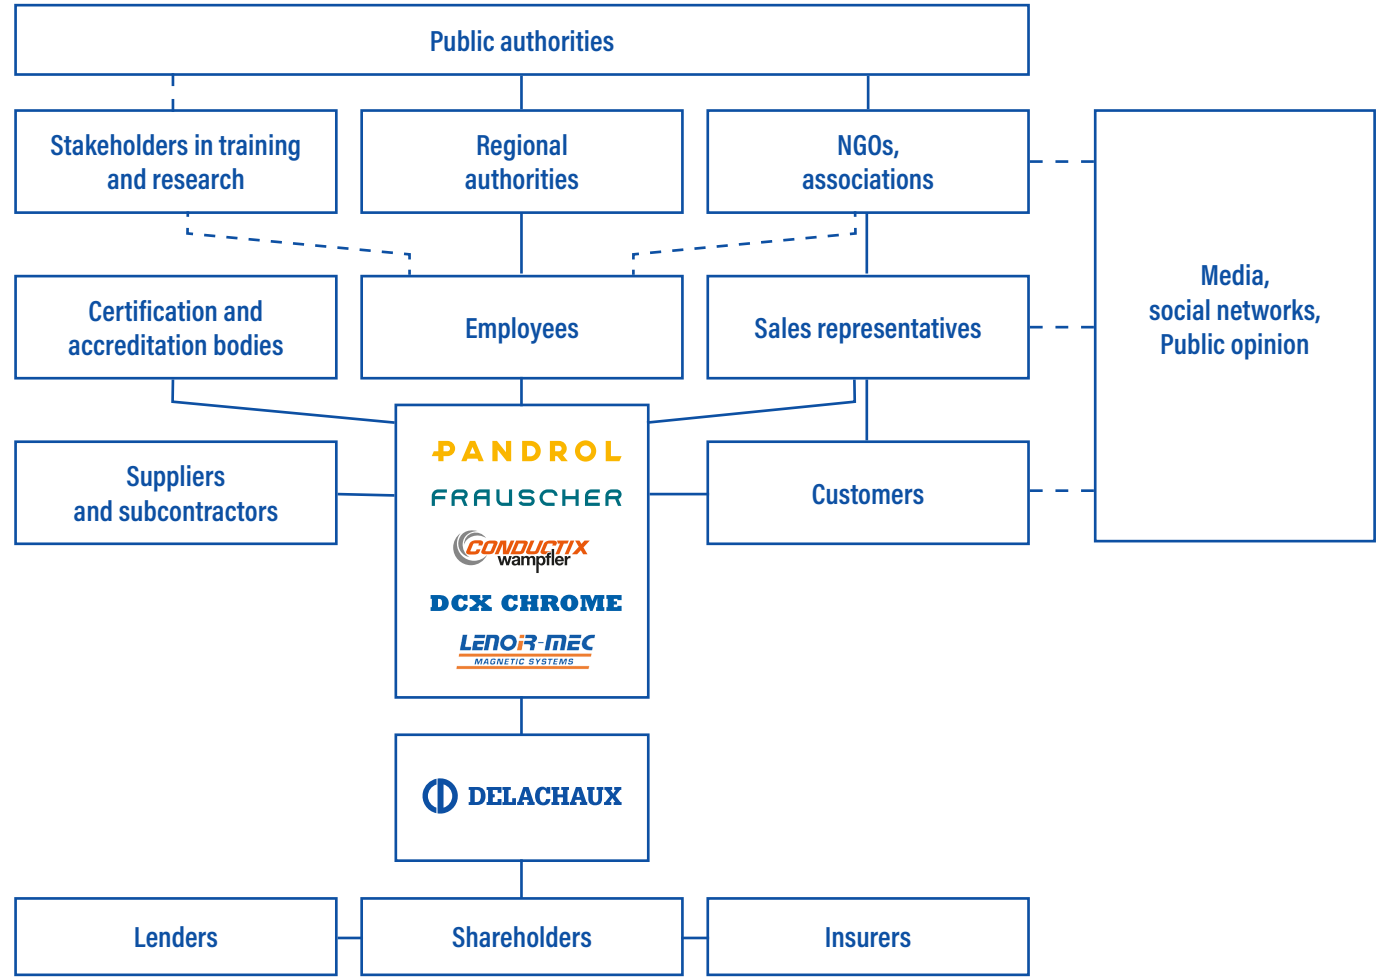 Public authorities
Stakeholders in training
and research
Regional
authorities
NGOs,
associations
Media,
social networks,
Public opinion
Certification and
accreditation bodies
Employees
Sales representatives
Suppliers
and subcontractors
PANDROL
FRAUSCHER
CONDUCTIX
wampfler
DCX CHROME
LENOIR-MEC
MAGNETIC SYSTEMS
Customers
DELACHAUX
Lenders
Shareholders
Insurers